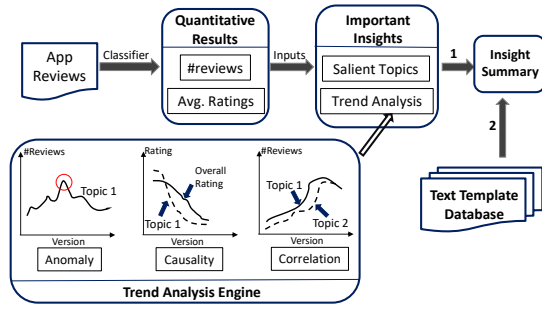 App
Reviews
Classifier
Quantitative
Results
#reviews
Avg. Ratings
Inputs
Important
Insights
Salient Topics
Trend Analysis
1
Insight
Summary
2
Text Template
Database
#Reviews
Topic 1
Version
Anomaly
Rating
Overall
Rating
Topic 1
Version
Causality
#Reviews
Topic 1
Topic 2
Version
Correlation
Trend Analysis Engine